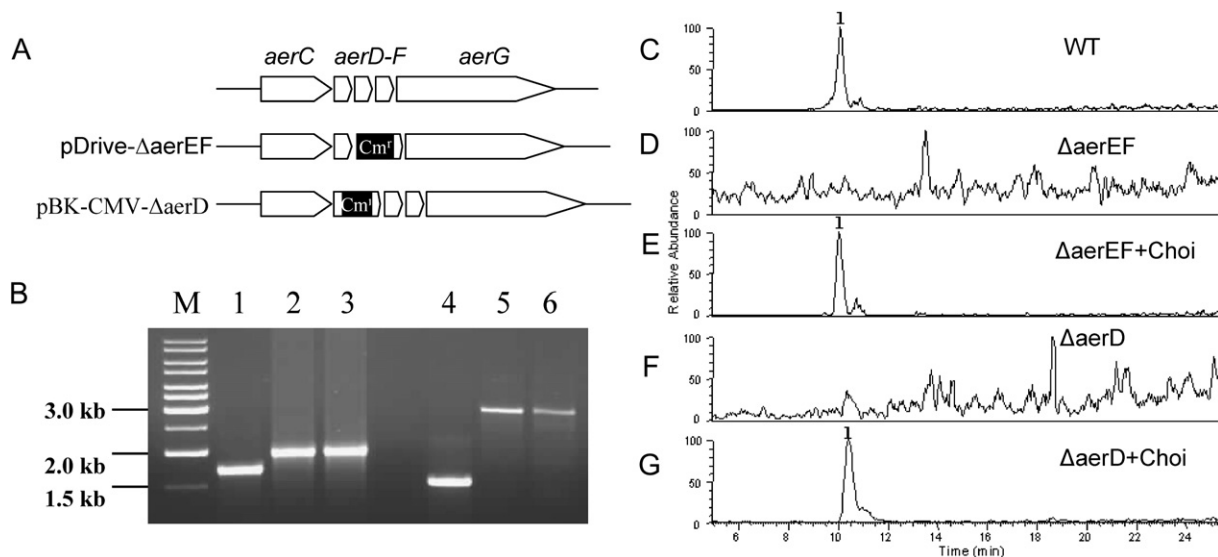 A
aerC aerD-F aerG
pDrive-ΔaerEF
Cmʳ
pBK-CMV-ΔaerD
Cmʳ
B
M 1 2 3 4 5 6
3.0 kb
2.0 kb
1.5 kb
C
WT
1
100
50
0
D
ΔaerEF
100
50
0
E
ΔaerEF+Choi
1
100
50
0
F
ΔaerD
100
50
0
G
ΔaerD+Choi
1
100
50
0
Relative Abundance
6 8 10 12 14 16 18 20 22 24
Time (min)